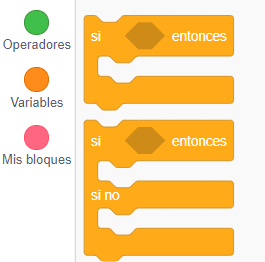 Operadores
Variables
Mis bloques
si entonces
si entonces
si no